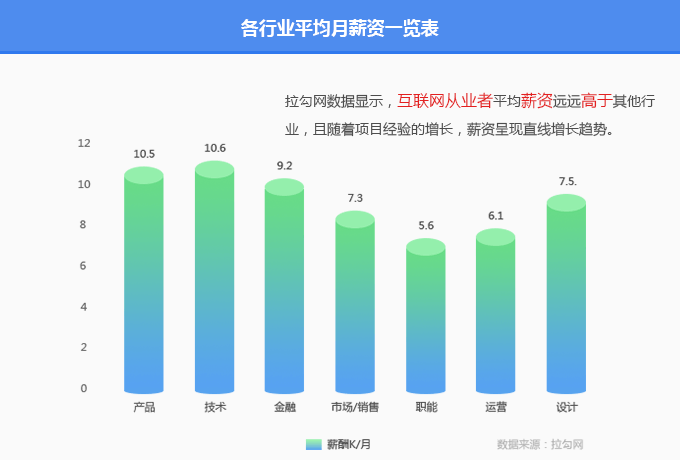 各行业平均月薪资一览表
拉勾网数据显示，互联网从业者平均薪资远远高于其他行
业，且随着项目经验的增长，薪资呈现直线增长趋势。
12
10
8
6
4
2
0
10.5
10.6
9.2
7.3
5.6
6.1
7.5.
产品
技术
金融
市场/销售
职能
运营
设计
薪酬K/月
数据来源：拉勾网